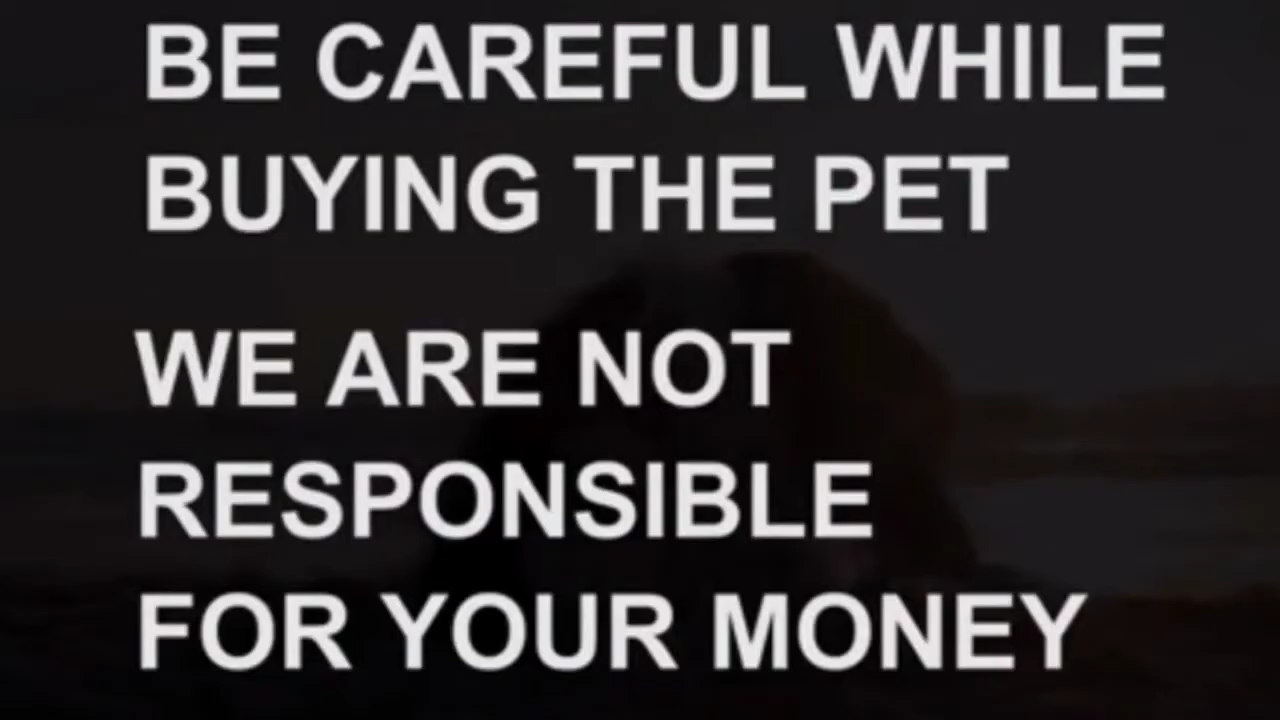 BE CAREFUL WHILE
BUYING THE PET
WE ARE NOT
RESPONSIBLE
FOR YOUR MONEY